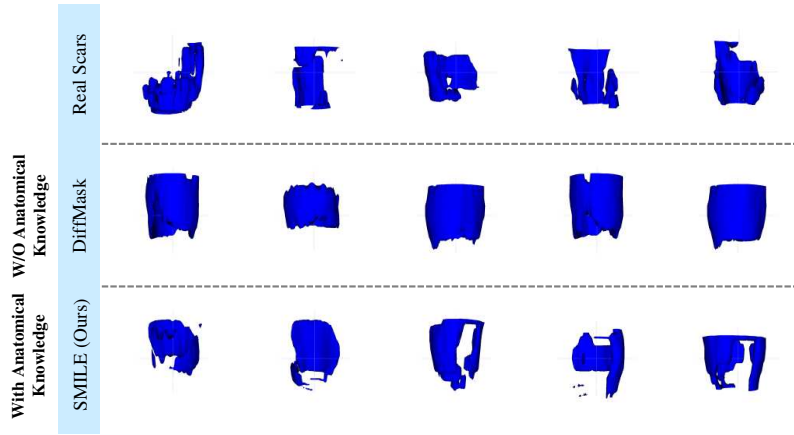 Real Scars
W/O Anatomical
Knowledge
DiffMask
With Anatomical
Knowledge
SMILE (Ours)